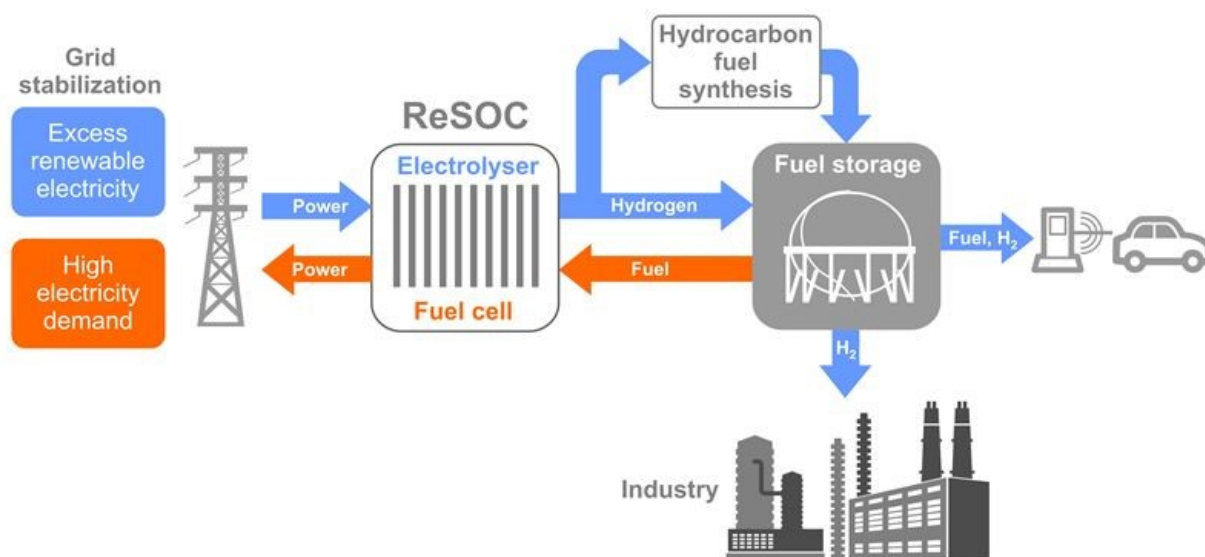 Grid
stabilization
Excess
renewable
electricity
High
electricity
demand
Power
Power
ReSOC
Electrolyser
Fuel cell
Hydrocarbon
fuel
synthesis
Hydrogen
Fuel
Fuel storage
Fuel, H₂
H₂
Industry